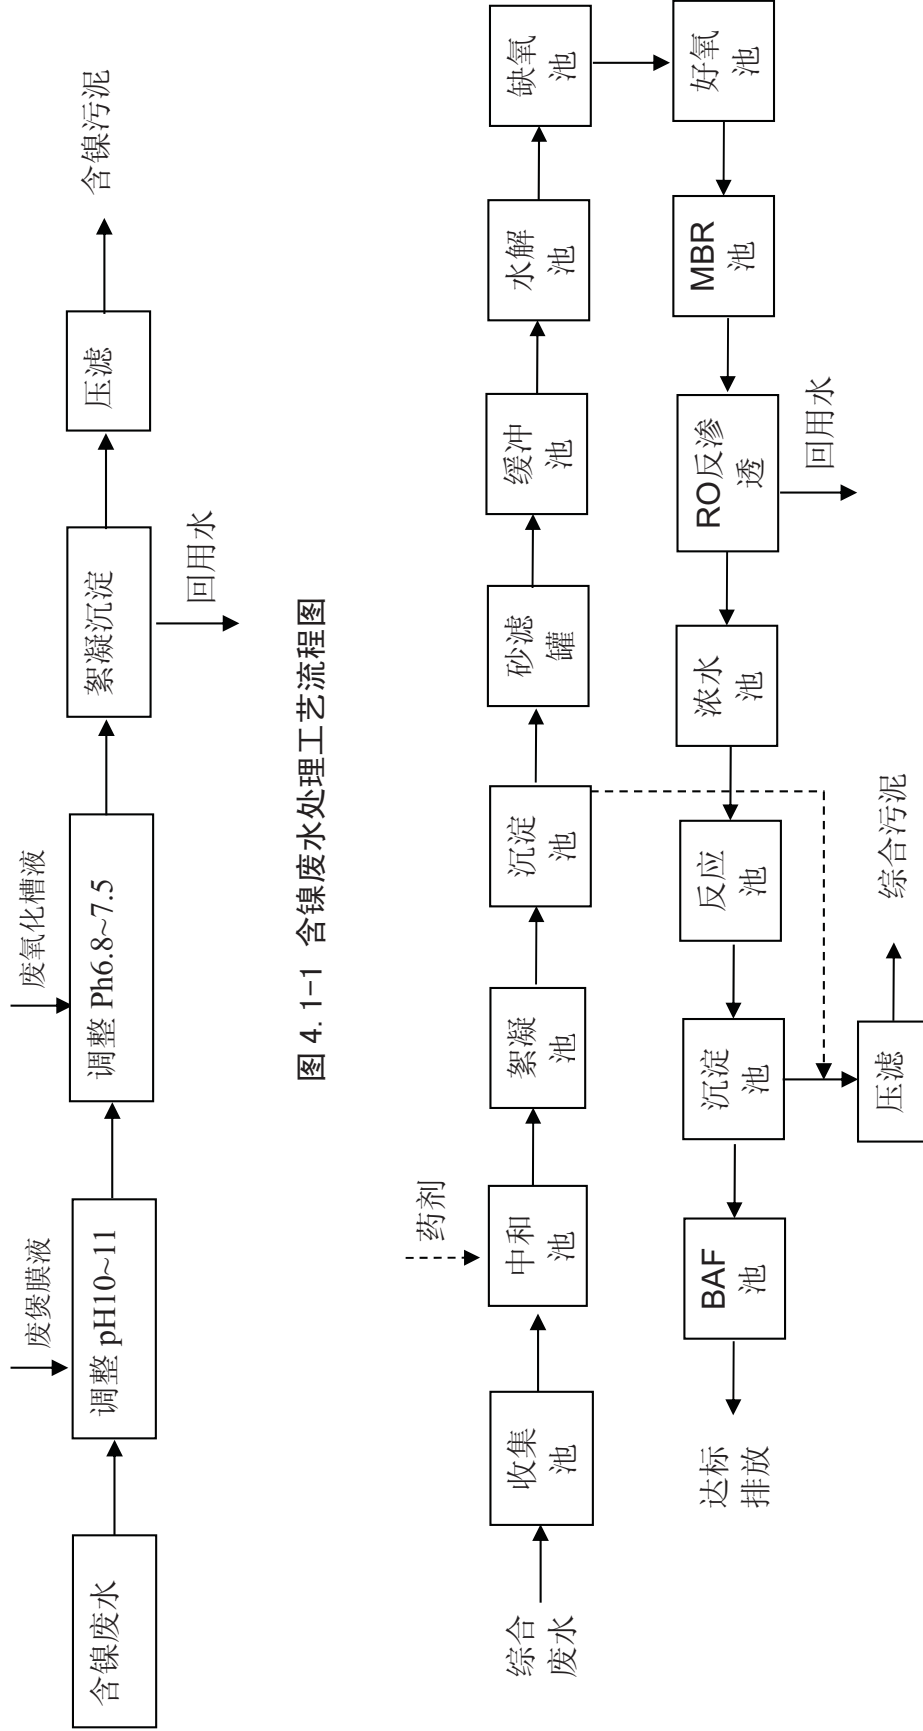 废煲膜液
废氧化槽液
含镍废水
调整 pH10~11
调整 Ph6.8~7.5
絮凝沉淀
压滤
含镍污泥
回用水
图 4. 1-1 含镍废水处理工艺流程图
药剂
综合
废水
收集
池
中和
池
絮凝
池
沉淀
池
砂滤
罐
缓冲
池
水解
池
缺氧
池
好氧
池
MBR
池
RO反渗
透
回用水
浓水
池
反应
池
沉淀
池
BAF
池
达标
排放
压滤
综合污泥